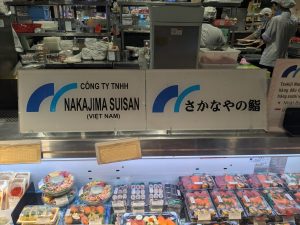 CÔNG TY TNHH
NAKAJIMA SUISAN
(VIỆT NAM)
さかなやの鮨